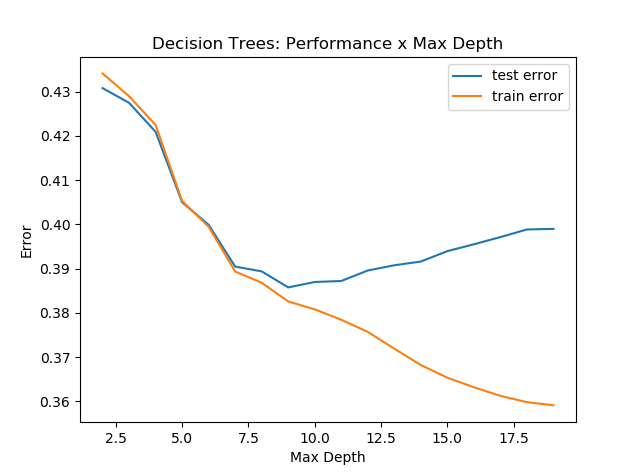 Decision Trees: Performance x Max Depth
test error
train error
0.43
0.42
0.41
0.40
0.39
0.38
0.37
0.36
Error
2.5 5.0 7.5 10.0 12.5 15.0 17.5
Max Depth